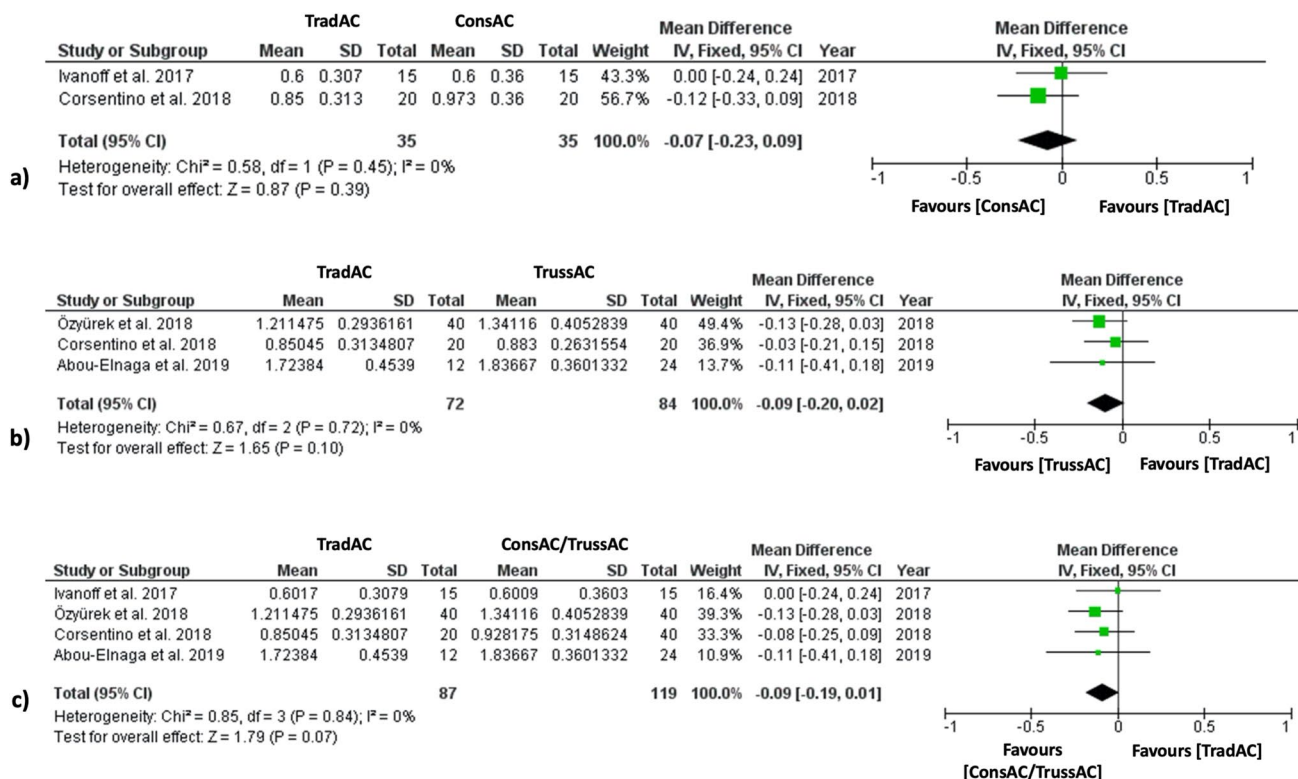 TradAC ConsAC Mean Difference Mean Difference
Study or Subgroup Mean SD Total Mean SD Total Weight IV, Fixed, 95% CI Year IV, Fixed, 95% CI
Ivanoff et al. 2017 0.6 0.307 15 0.6 0.36 15 43.3% 0.00 [-0.24, 0.24] 2017
Corsentino et al. 2018 0.85 0.313 20 0.973 0.36 20 56.7% -0.12 [-0.33, 0.09] 2018
Total (95% CI) 35 35 100.0% -0.07 [-0.23, 0.09]
Heterogeneity: Chi² = 0.58, df = 1 (P = 0.45); I² = 0%
a) Test for overall effect: Z = 0.87 (P = 0.39)
-1 -0.5 0 0.5 1
Favours [ConsAC] Favours [TradAC]
TradAC TrussAC Mean Difference Mean Difference
Study or Subgroup Mean SD Total Mean SD Total Weight IV, Fixed, 95% CI Year IV, Fixed, 95% CI
Özyürek et al. 2018 1.211475 0.2936161 40 1.34116 0.4052839 40 49.4% -0.13 [-0.28, 0.03] 2018
Corsentino et al. 2018 0.85045 0.3134807 20 0.883 0.2631554 20 36.9% -0.03 [-0.21, 0.15] 2018
Abou-Elnaga et al. 2019 1.72384 0.4539 12 1.83667 0.3601332 24 13.7% -0.11 [-0.41, 0.18] 2019
Total (95% CI) 72 84 100.0% -0.09 [-0.20, 0.02]
Heterogeneity: Chi² = 0.67, df = 2 (P = 0.72); I² = 0%
b) Test for overall effect: Z = 1.65 (P = 0.10)
-1 -0.5 0 0.5 1
Favours [TrussAC] Favours [TradAC]
TradAC ConsAC/TrussAC Mean Difference Mean Difference
Study or Subgroup Mean SD Total Mean SD Total Weight IV, Fixed, 95% CI Year IV, Fixed, 95% CI
Ivanoff et al. 2017 0.6017 0.3079 15 0.6009 0.3603 15 16.4% 0.00 [-0.24, 0.24] 2017
Özyürek et al. 2018 1.211475 0.2936161 40 1.34116 0.4052839 40 39.3% -0.13 [-0.28, 0.03] 2018
Corsentino et al. 2018 0.85045 0.3134807 20 0.928175 0.3148624 40 33.3% -0.08 [-0.25, 0.09] 2018
Abou-Elnaga et al. 2019 1.72384 0.4539 12 1.83667 0.3601332 24 10.9% -0.11 [-0.41, 0.18] 2019
Total (95% CI) 87 119 100.0% -0.09 [-0.19, 0.01]
c) Heterogeneity: Chi² = 0.85, df = 3 (P = 0.84); I² = 0%
Test for overall effect: Z = 1.79 (P = 0.07)
-1 -0.5 0 0.5 1
Favours Favours [TradAC]
[ConsAC/TrussAC]